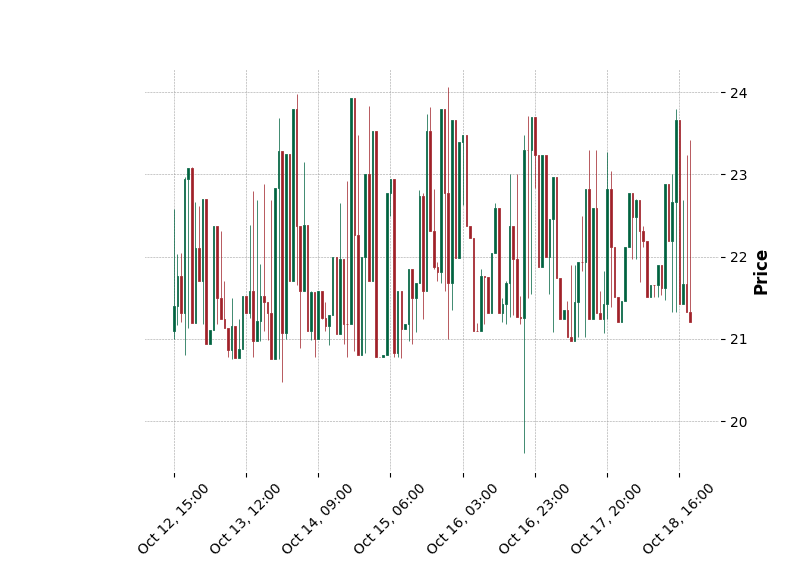 24
23
22
21
20
Price
Oct 12, 15:00
Oct 13, 12:00
Oct 14, 09:00
Oct 15, 06:00
Oct 16, 03:00
Oct 16, 23:00
Oct 17, 20:00
Oct 18, 16:00